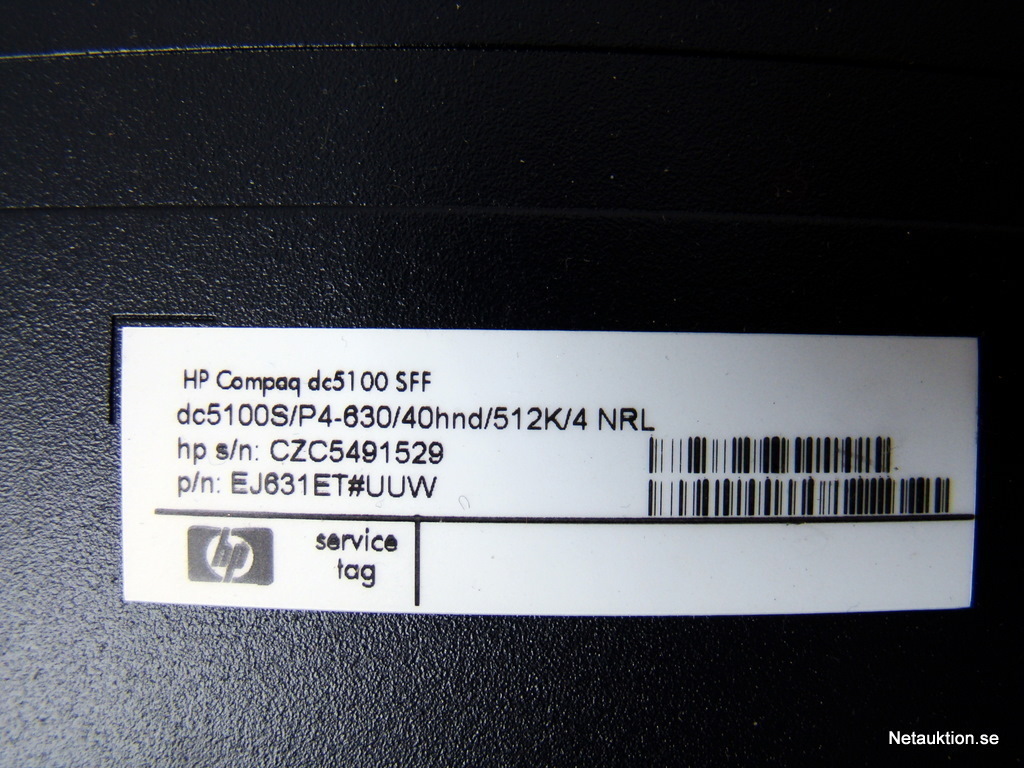 HP Compaq dc5100 SFF
dc5100S/P4-630/40hnd/512K/4 NRL
hp s/n: CZC5491529
p/n: EJ631ET#UUW
hp
service
tag
Netauktion.se